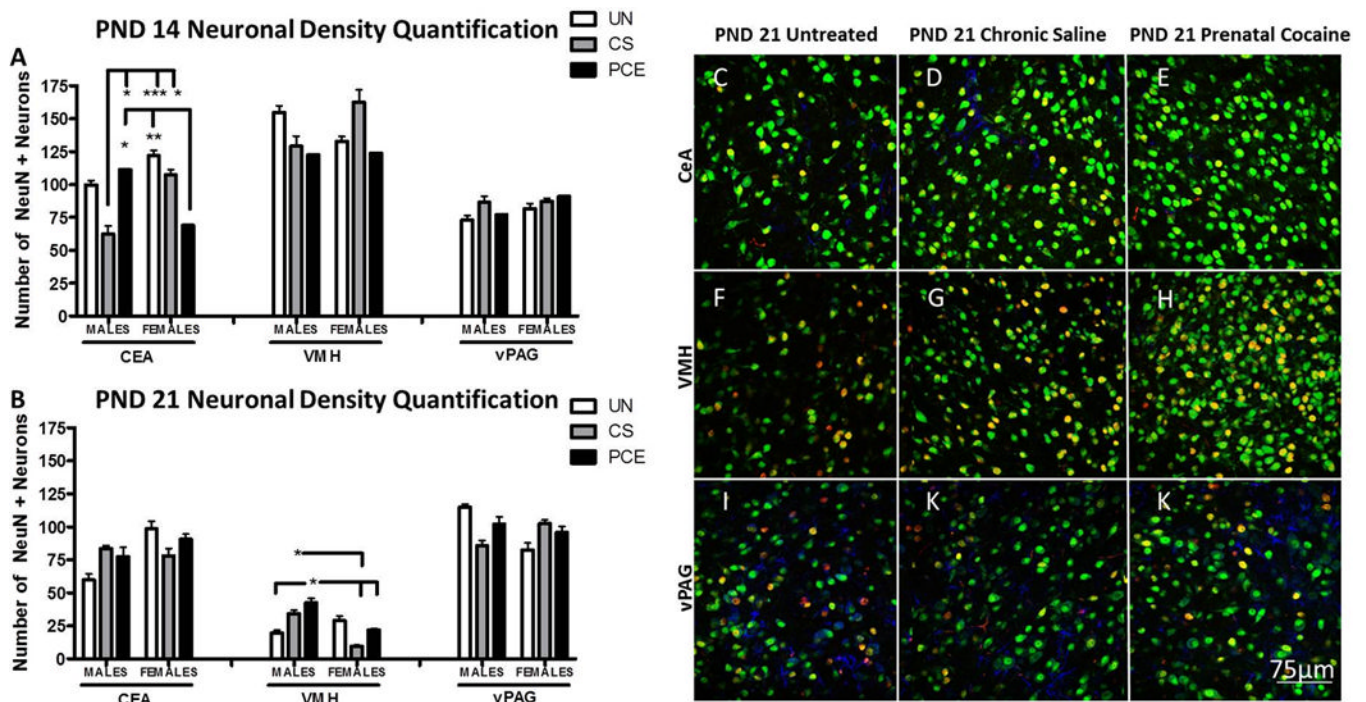 PND 14 Neuronal Density Quantification
A
UN
CS
PCE
Number of NeuN + Neurons
175
150
125
100
75
50
25
0
* *** *
**
*
MALES FEMALES MALES FEMALES MALES FEMALES
CEA VMH vPAG
B PND 21 Neuronal Density Quantification
UN
CS
PCE
Number of NeuN + Neurons
175
150
125
100
75
50
25
0
*
*
MALES FEMALES MALES FEMALES MALES FEMALES
CEA VMH vPAG
PND 21 Untreated PND 21 Chronic Saline PND 21 Prenatal Cocaine
CeA C D E
VMH F G H
vPAG I K K
75μm